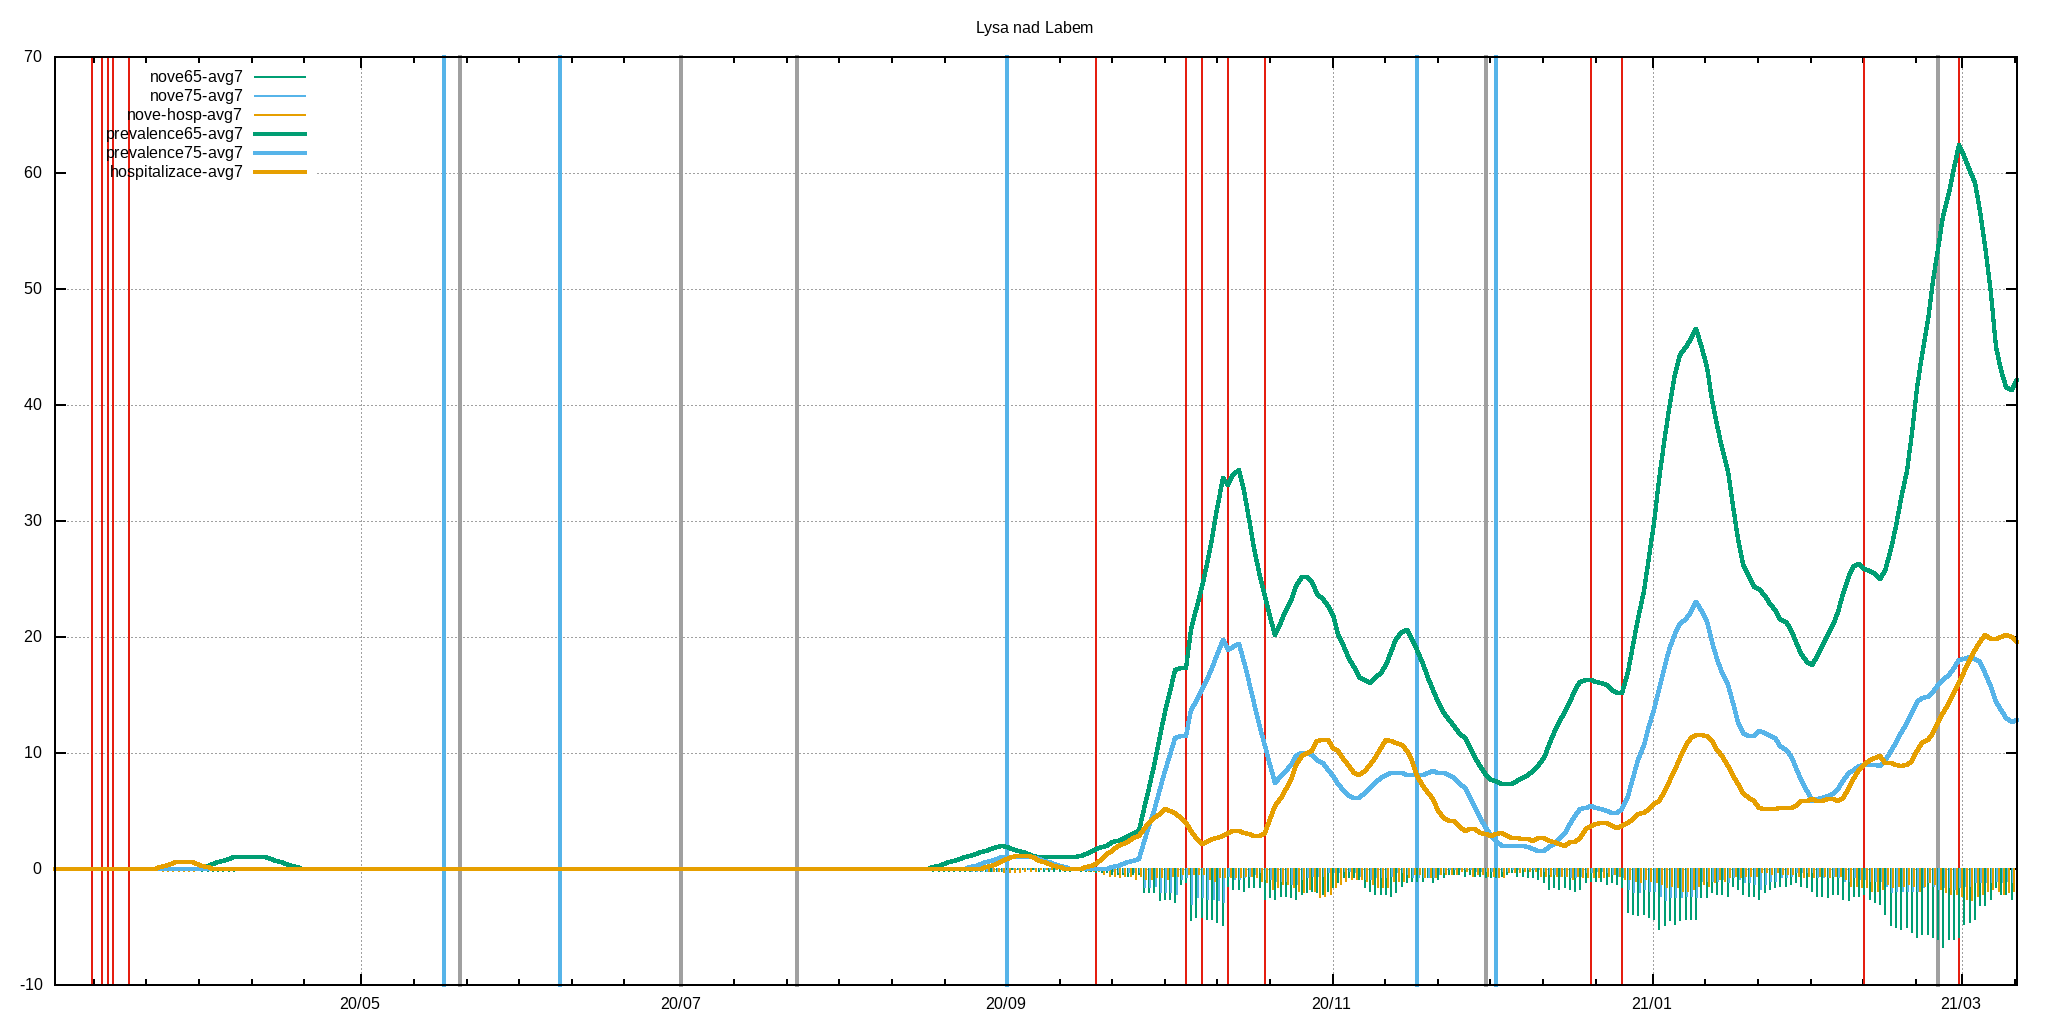 Lysa nad Labem
70
60
50
40
30
20
10
0
-10
nove65-avg7
nove75-avg7
nove-hosp-avg7
prevalence65-avg7
prevalence75-avg7
hospitalizace-avg7
20/05
20/07
20/09
20/11
21/01
21/03